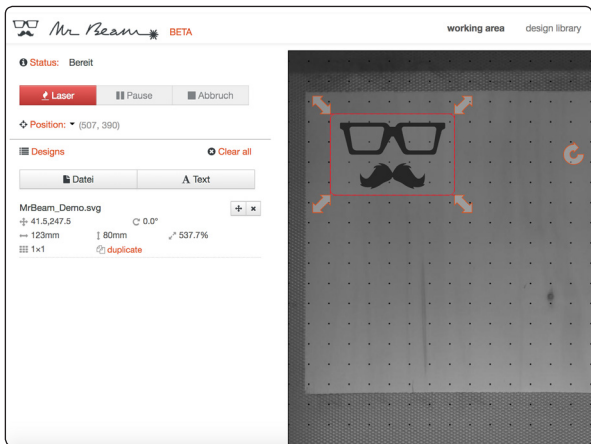 Mr Beam BETA
working area design library
Status: Bereit
Laser Pause Abbruch
Position: (507, 390)
Designs Clear all
Datei Text
MrBeam_Demo.svg
41.5,247.5 0.0°
123mm 80mm 537.7%
1×1 duplicate